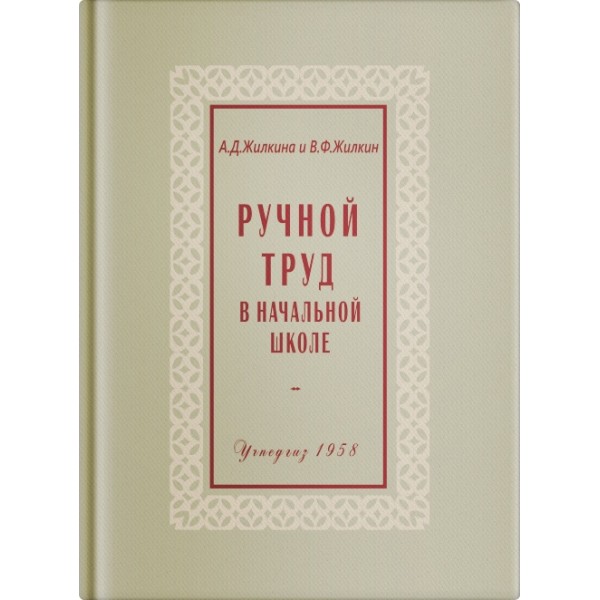 А.Д.Жилкина и В.Ф.Жилкин
РУЧНОЙ
ТРУД
В НАЧАЛЬНОЙ
ШКОЛЕ
Учпедгиз 1958